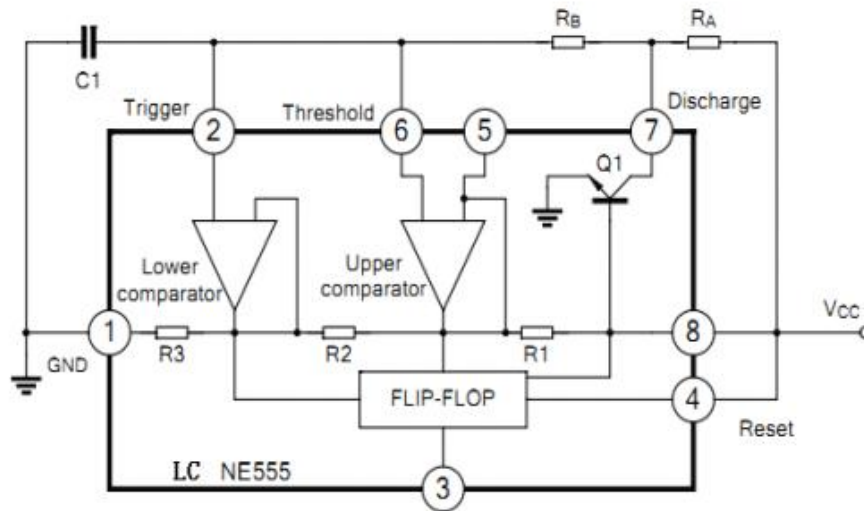 RB
RA
C1
Trigger
Threshold
Discharge
2
6
5
7
Q1
Lower
comparator
Upper
comparator
VCC
1
R3
R2
R1
8
GND
FLIP-FLOP
4
Reset
LC NE555
3